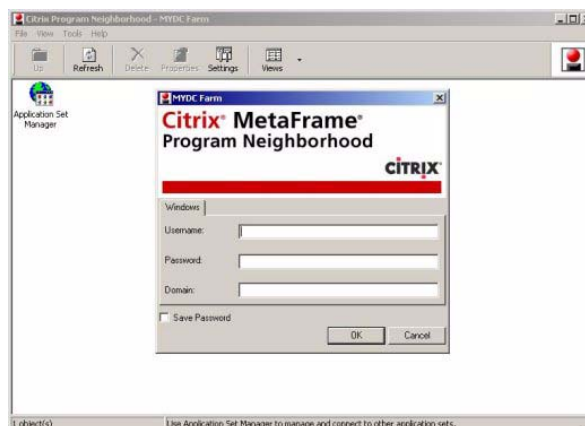 Citrix Program Neighborhood - MYDC Farm
File View Tools Help
Up Refresh Delete Properties Settings Views
Application Set
Manager
MYDC Farm
Citrix® MetaFrame®
Program Neighborhood
CITRIX®
Windows
Username:
Password:
Domain:
Save Password
OK Cancel
1 object(s) Use Application Set Manager to manage and connect to other application sets.